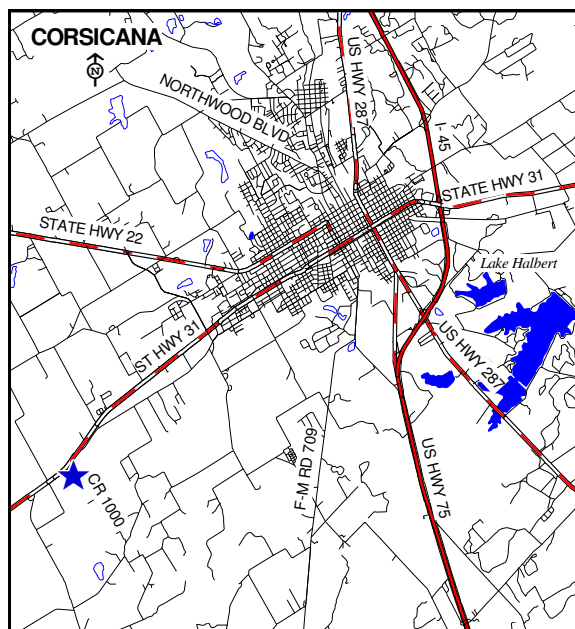 CORSICANA
N
NORTHWOOD BLVD
US HWY 287
I- 45
STATE HWY 31
STATE HWY 22
Lake Halbert
ST HWY 31
US HWY 287
CR 1000
F-M RD 709
US HWY 75